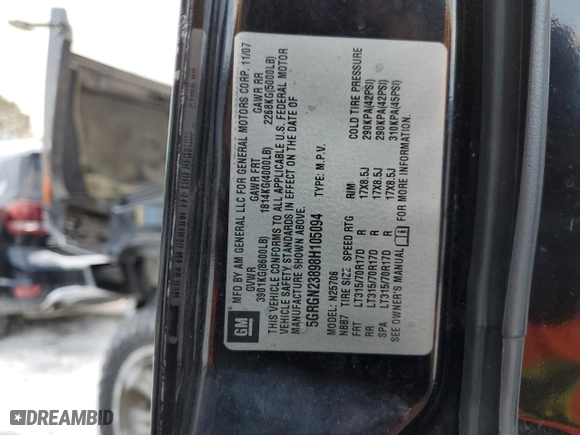 MFD BY AM GENERAL LLC FOR GENERAL MOTORS CORP. 11/07
GVWR GAWR FRT GAWR RR
3901KG(8600LB) 1814KG(4000LB) 2268KG(5000LB)
THIS VEHICLE CONFORMS TO ALL APPLICABLE U.S. FEDERAL MOTOR
VEHICLE SAFETY STANDARDS IN EFFECT ON THE DATE OF
MANUFACTURE SHOWN ABOVE.
5GRGN23898H105094 TYPE: M.P.V.
MODEL: N25706
NBB7 TIRE SIZE SPEED RTG RIM COLD TIRE PRESSURE
FRT LT315/70R17D R 17X8.5J 290KPA(42PSI)
RR LT315/70R17D R 17X8.5J 290KPA(42PSI)
SPA LT315/70R17D R 17X8.5J 310KPA(45PSI)
SEE OWNER'S MANUAL FOR MORE INFORMATION.
GM
DREAMBID